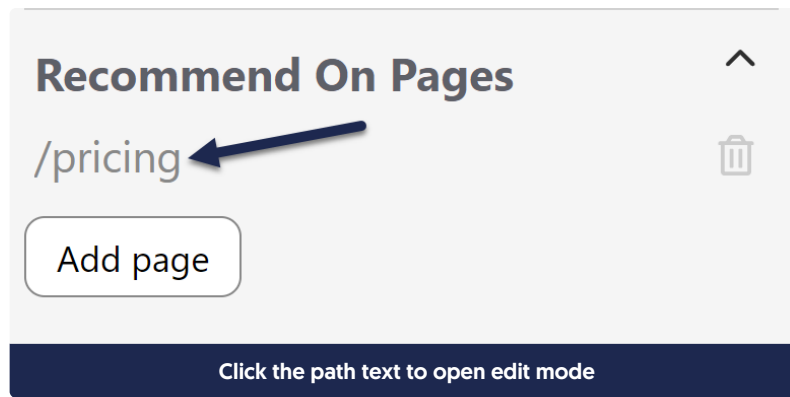 Recommend On Pages
/pricing
Add page
Click the path text to open edit mode